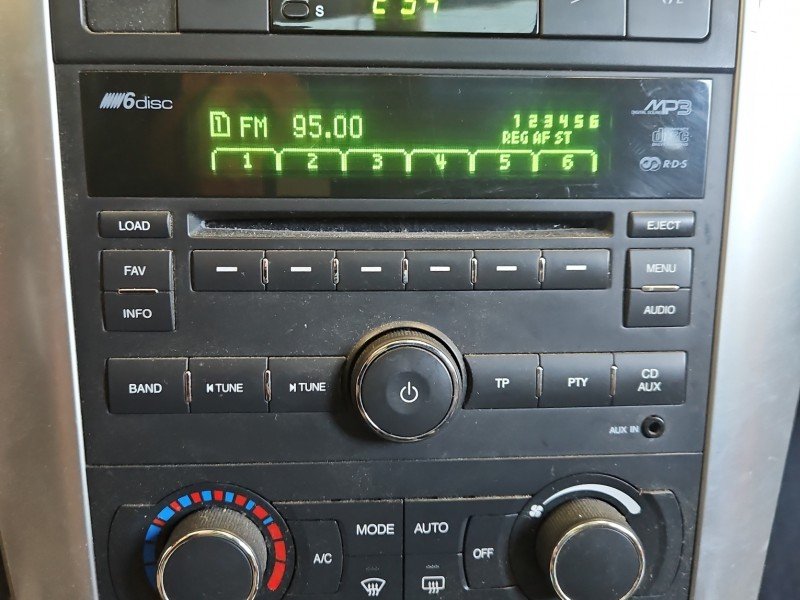 S
6disc
1 FM 95.00
1 2 3 4 5 6
REG AF ST
1 2 3 4 5 6
MP3
disc
R·D·S
LOAD
EJECT
FAV
MENU
INFO
AUDIO
BAND
TUNE
TUNE
TP
PTY
CD
AUX
AUX IN
A/C
MODE
AUTO
OFF